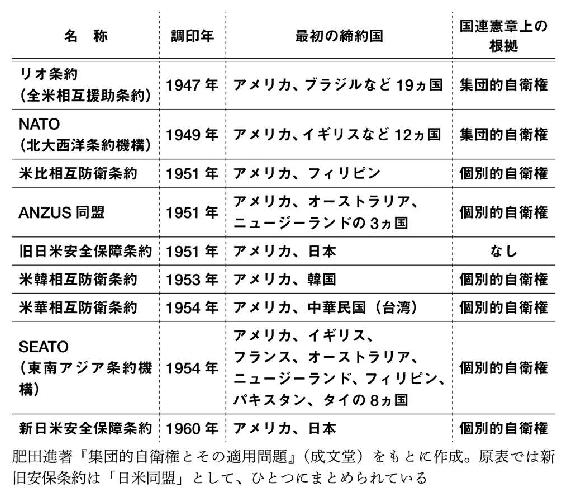 名　称 調印年 最初の締約国 国連憲章上の
根拠
リオ条約
（全米相互援助条約） 1947 年 アメリカ、ブラジルなど 19ヵ国 集団的自衛権
NATO
（北大西洋条約機構） 1949 年 アメリカ、イギリスなど 12ヵ国 集団的自衛権
米比相互防衛条約 1951 年 アメリカ、フィリピン 個別的自衛権
ANZUS 同盟 1951 年 アメリカ、オーストラリア、
ニュージーランドの 3ヵ国 個別的自衛権
旧日米安全保障条約 1951 年 アメリカ、日本 なし
米韓相互防衛条約 1953 年 アメリカ、韓国 個別的自衛権
米華相互防衛条約 1954 年 アメリカ、中華民国（台湾） 個別的自衛権
SEATO
（東南アジア条約機
構） 1954 年 アメリカ、イギリス、
フランス、オーストラリア、
ニュージーランド、フィリピン、
パキスタン、タイの 8ヵ国 個別的自衛権
新日米安全保障条約 1960 年 アメリカ、日本 個別的自衛権
肥田進著『集団的自衛権とその適用問題』（成文堂）をもとに作成。原表では新
旧安保条約は「日米同盟」として、ひとつにまとめられている